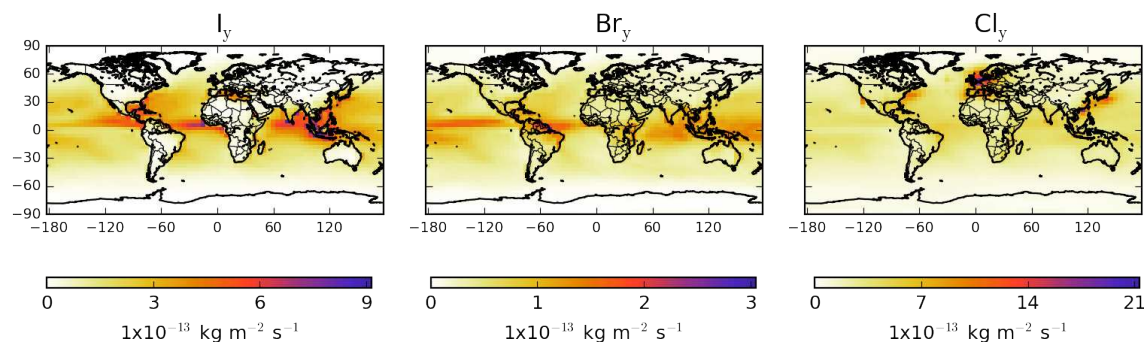 I_y Br_y Cl_y
90
60
30
0
−30
−60
−90
−180 −120 −60 0 60 120 −180 −120 −60 0 60 120 −180 −120 −60 0 60 120
0 3 6 9 0 1 2 3 0 7 14 21
1x10⁻¹³ kg m⁻² s⁻¹ 1x10⁻¹³ kg m⁻² s⁻¹ 1x10⁻¹³ kg m⁻² s⁻¹